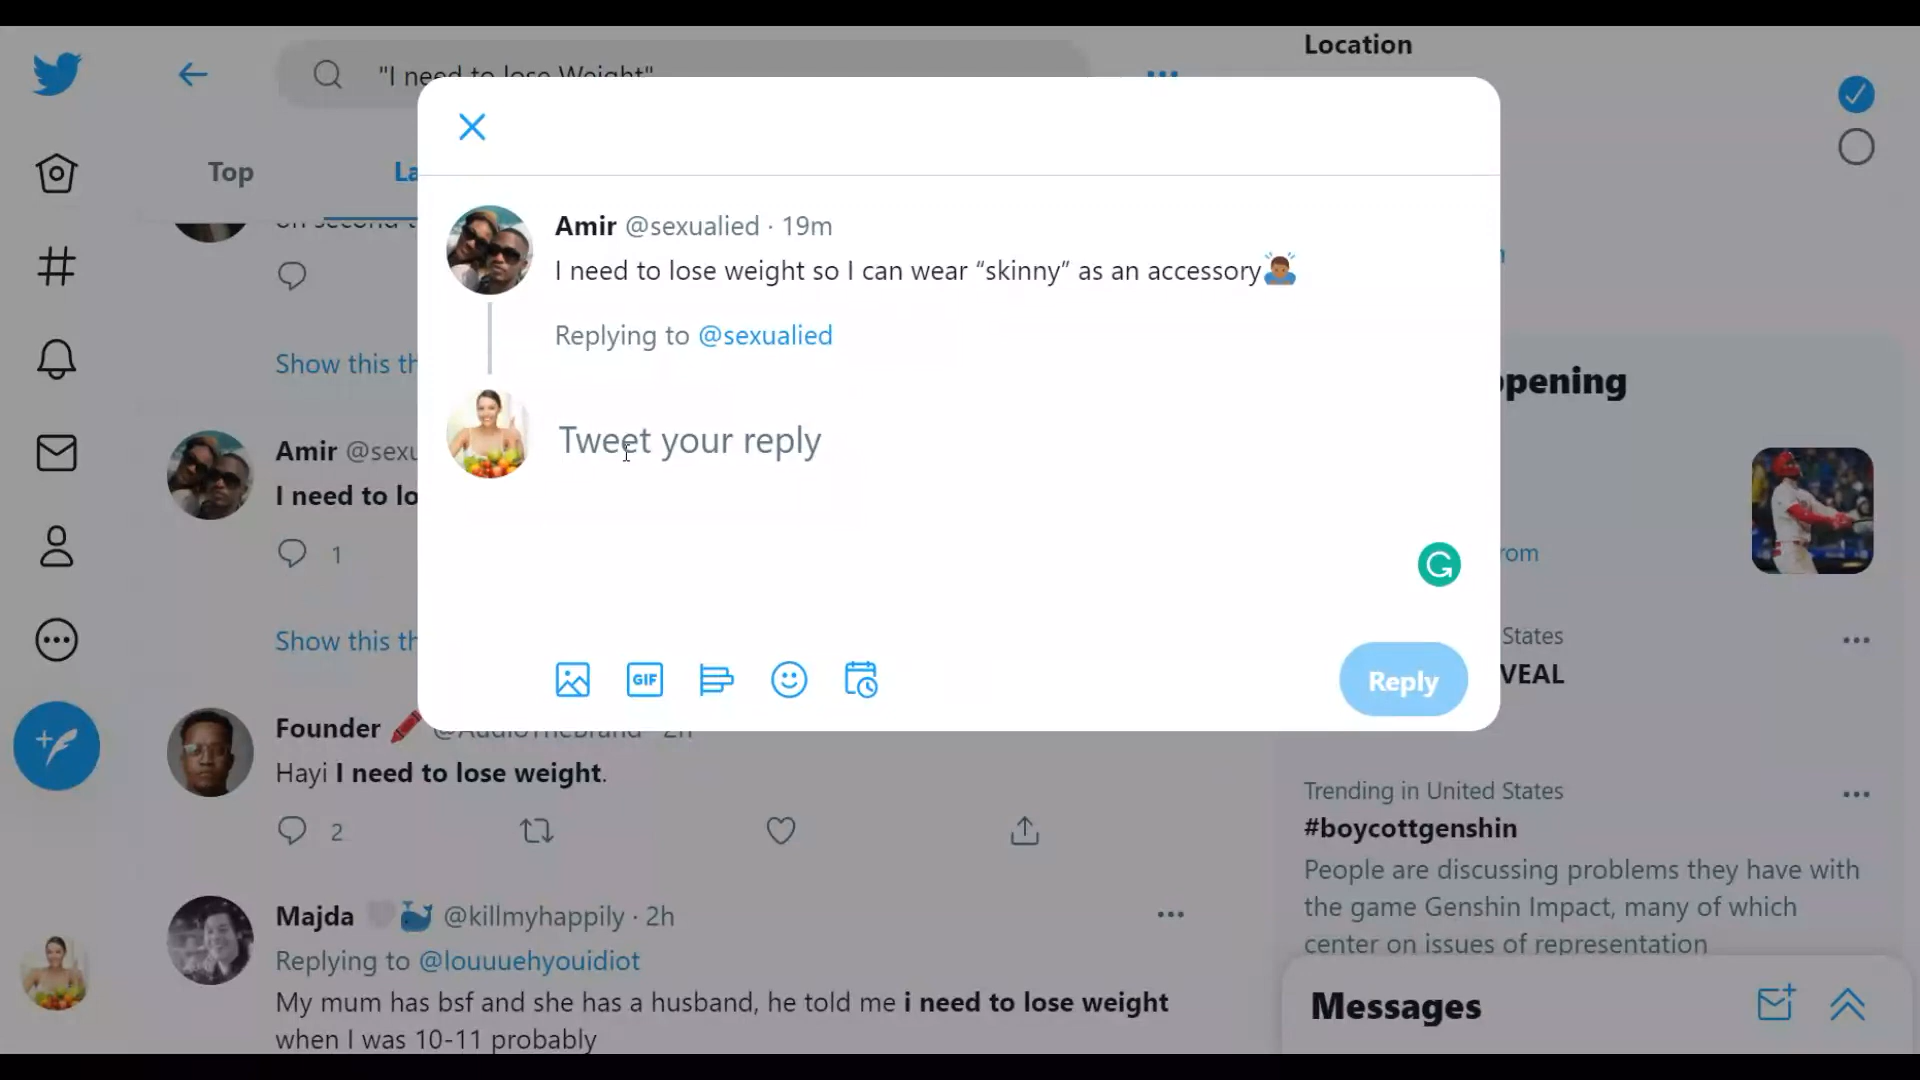 Location
"I need to lose Weight"
Top
La
on second t
Show this th
Amir @sexu
I need to lo
1
Show this th
Founder @AudioTheBrand · 2h
Hayi I need to lose weight.
2
Majda @killmyhappily · 2h
Replying to @louuuehyouidiot
My mum has bsf and she has a husband, he told me i need to lose weight
when I was 10-11 probably
Amir @sexualied · 19m
I need to lose weight so I can wear “skinny” as an accessory
Replying to @sexualied
Tweet your reply
GIF
Reply
ppening
rom
States
VEAL
Trending in United States
#boycottgenshin
People are discussing problems they have with
the game Genshin Impact, many of which
center on issues of representation
Messages